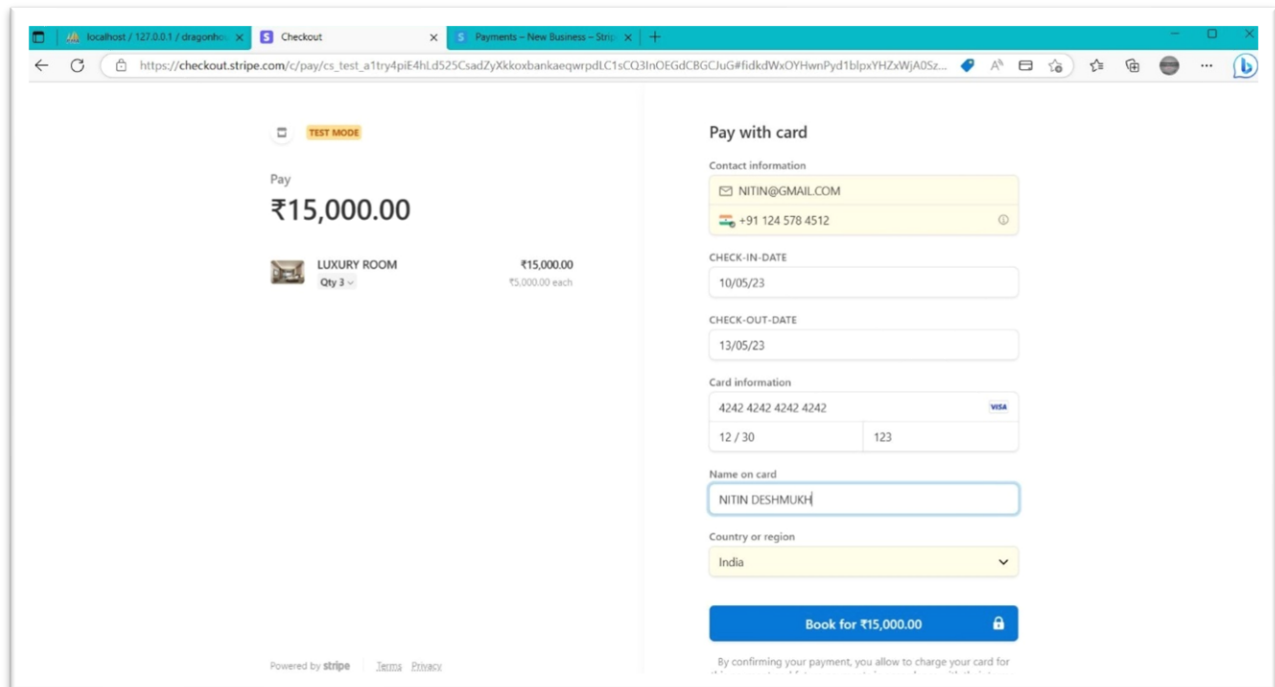 localhost / 127.0.0.1 / dragonho
Checkout
Payments – New Business – Strip
https://checkout.stripe.com/c/pay/cs_test_a1try4piE4hLd525CsadZyXkkoxbankaeqwrpdLC1sCQ3InOEGdCBGCJuG#fidkdWxOYHwnPyd1blpxYHZxWjA0Sz...
TEST MODE
Pay
₹15,000.00
LUXURY ROOM ₹15,000.00
Qty 3 ₹5,000.00 each
Powered by stripe Terms Privacy
Pay with card
Contact information
NITIN@GMAIL.COM
+91 124 578 4512
CHECK-IN-DATE
10/05/23
CHECK-OUT-DATE
13/05/23
Card information
4242 4242 4242 4242 VISA
12 / 30 123
Name on card
NITIN DESHMUKH
Country or region
India
Book for ₹15,000.00
By confirming your payment, you allow to charge your card for